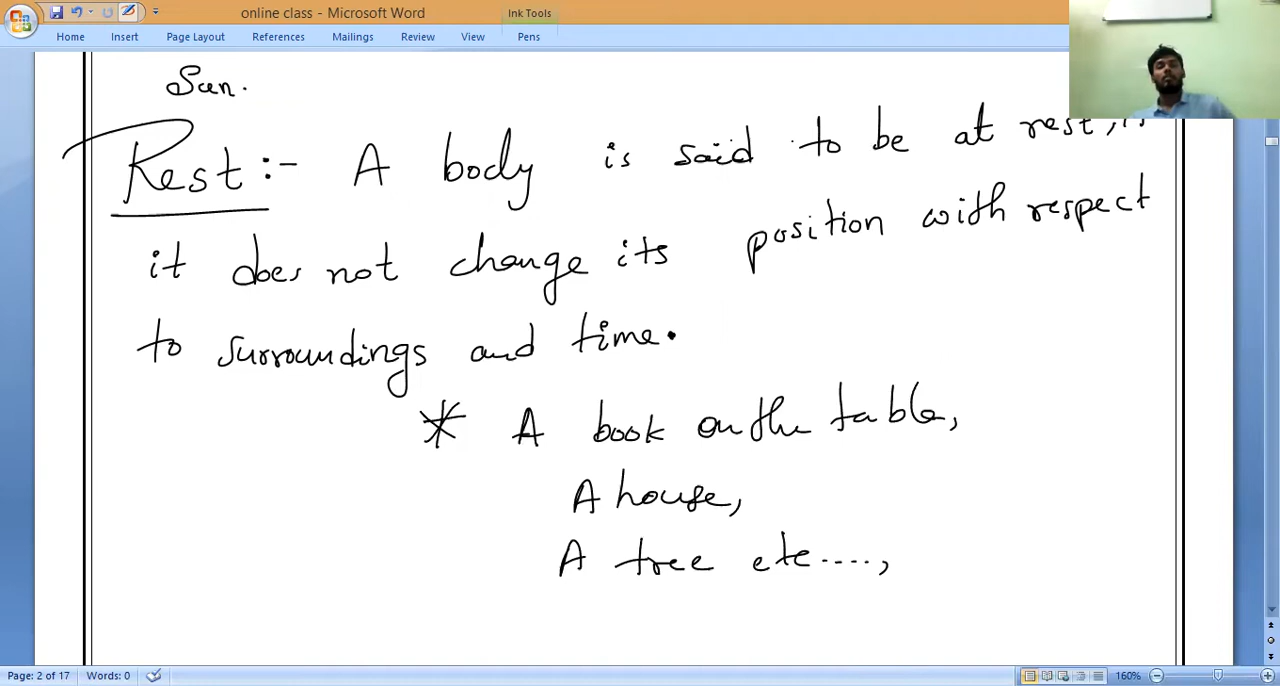 online class - Microsoft Word
Ink Tools
Home Insert Page Layout References Mailings Review View Pens
Sun.
Rest:- A body is said to be at rest, if
it does not change its position with respect
to surroundings and time.
* A book on the table,
A house,
A tree etc....,
Page: 2 of 17 Words: 0 160%